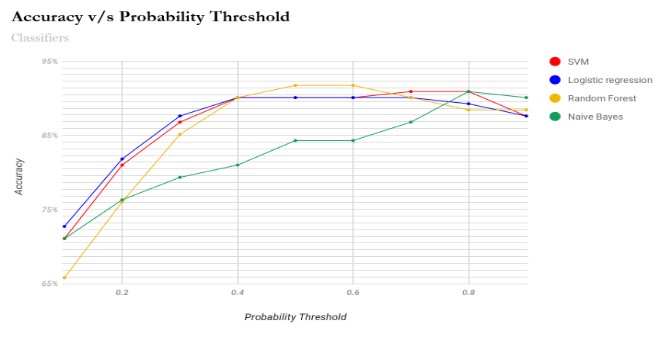 Accuracy v/s Probability Threshold
Classifiers
95%
85%
75%
65%
Accuracy
0.2
0.4
0.6
0.8
Probability Threshold
SVM
Logistic regression
Random Forest
Naive Bayes